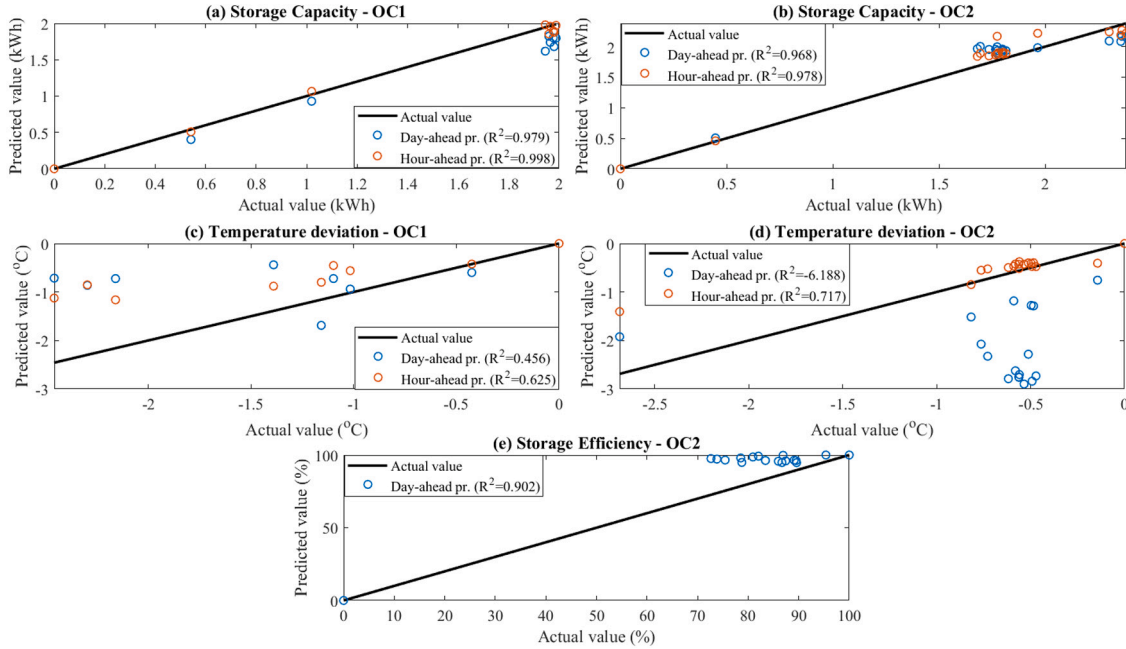 (a) Storage Capacity - OC1
Predicted value (kWh)
2
1.5
1
0.5
0
Actual value
Day-ahead pr. (R²=0.979)
Hour-ahead pr. (R²=0.998)
0 0.2 0.4 0.6 0.8 1 1.2 1.4 1.6 1.8 2
Actual value (kWh)
(b) Storage Capacity - OC2
Predicted value (kWh)
2
1.5
1
0.5
0
Actual value
Day-ahead pr. (R²=0.968)
Hour-ahead pr. (R²=0.978)
0 0.5 1 1.5 2
Actual value (kWh)
(c) Temperature deviation - OC1
Predicted value (°C)
0
-1
-2
-3
Actual value
Day-ahead pr. (R²=0.456)
Hour-ahead pr. (R²=0.625)
-2 -1.5 -1 -0.5 0
Actual value (°C)
(d) Temperature deviation - OC2
Predicted value (°C)
0
-1
-2
-3
Actual value
Day-ahead pr. (R²=-6.188)
Hour-ahead pr. (R²=0.717)
-2.5 -2 -1.5 -1 -0.5 0
Actual value (°C)
(e) Storage Efficiency - OC2
Predicted value (%)
100
50
0
Actual value
Day-ahead pr. (R²=0.902)
0 10 20 30 40 50 60 70 80 90 100
Actual value (%)